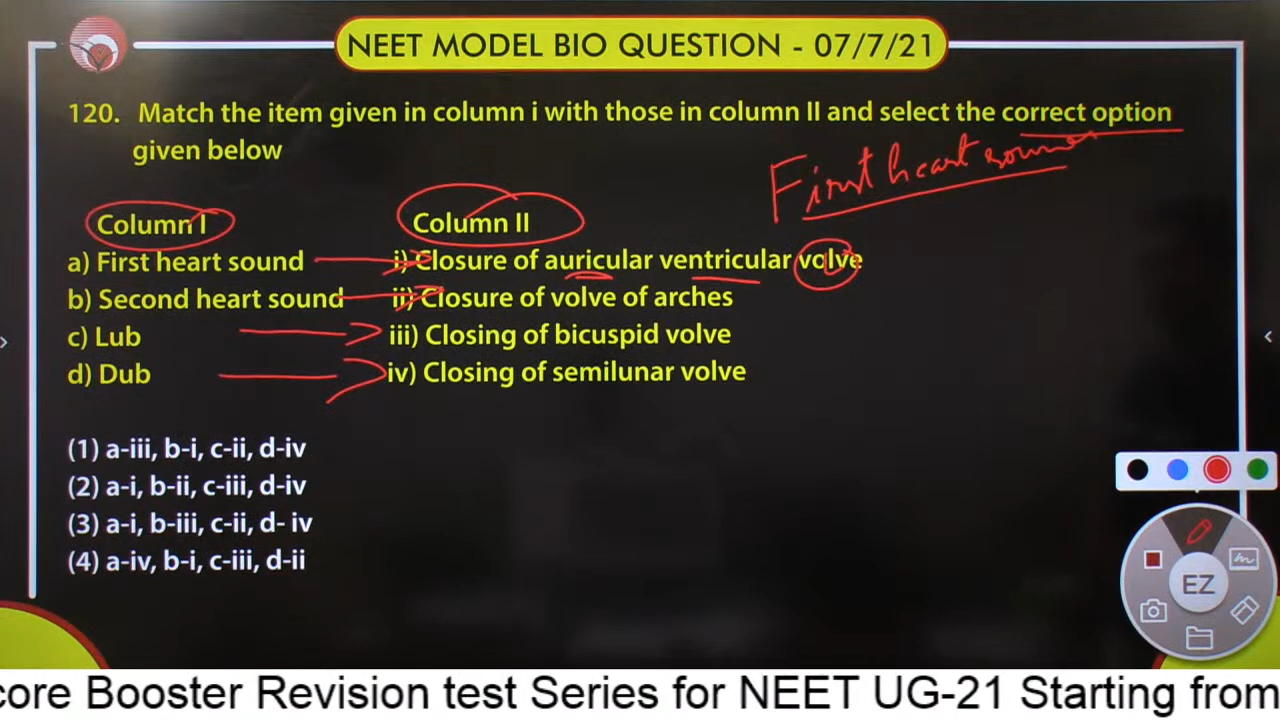 NEET MODEL BIO QUESTION - 07/7/21
120. Match the item given in column i with those in column II and select the correct option
given below
First heart sound
Column I Column II
a) First heart sound i) Closure of auricular ventricular volve
b) Second heart sound ii) Closure of volve of arches
c) Lub iii) Closing of bicuspid volve
d) Dub iv) Closing of semilunar volve
(1) a-iii, b-i, c-ii, d-iv
(2) a-i, b-ii, c-iii, d-iv
(3) a-i, b-iii, c-ii, d- iv
(4) a-iv, b-i, c-iii, d-ii
EZ
core Booster Revision test Series for NEET UG-21 Starting from